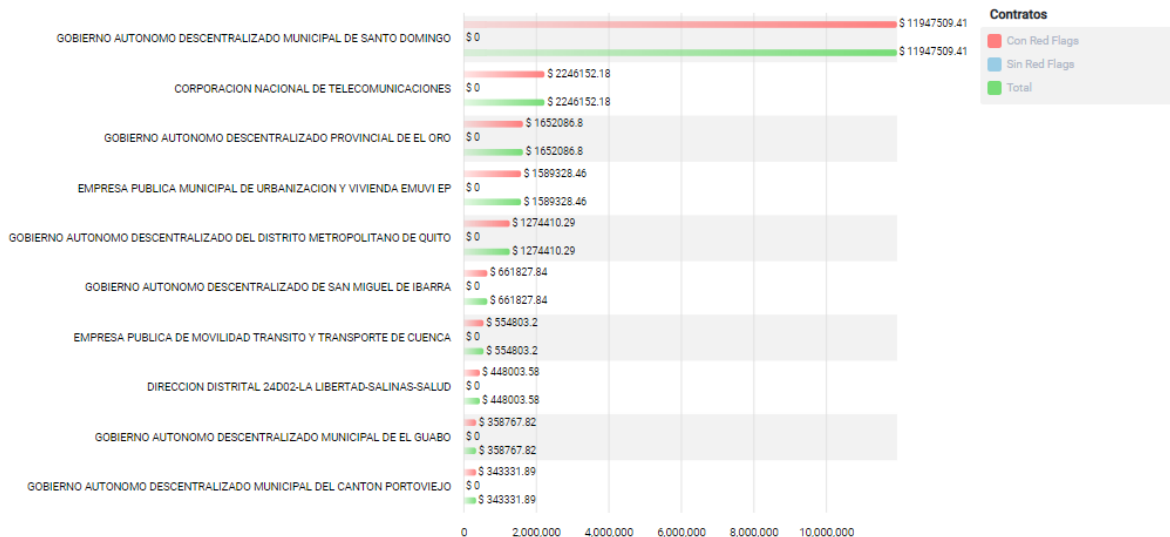 Contratos
Con Red Flags
Sin Red Flags
Total
$ 11947509.41
GOBIERNO AUTONOMO DESCENTRALIZADO MUNICIPAL DE SANTO DOMINGO
$ 0
$ 11947509.41
$ 2246152.18
CORPORACION NACIONAL DE TELECOMUNICACIONES
$ 0
$ 2246152.18
$ 1652086.8
GOBIERNO AUTONOMO DESCENTRALIZADO PROVINCIAL DE EL ORO
$ 0
$ 1652086.8
$ 1589328.46
EMPRESA PUBLICA MUNICIPAL DE URBANIZACION Y VIVIENDA EMUVI EP
$ 0
$ 1589328.46
$ 1274410.29
GOBIERNO AUTONOMO DESCENTRALIZADO DEL DISTRITO METROPOLITANO DE QUITO
$ 0
$ 1274410.29
$ 661827.84
GOBIERNO AUTONOMO DESCENTRALIZADO DE SAN MIGUEL DE IBARRA
$ 0
$ 661827.84
$ 554803.2
EMPRESA PUBLICA DE MOVILIDAD TRANSITO Y TRANSPORTE DE CUENCA
$ 0
$ 554803.2
$ 448003.58
DIRECCION DISTRITAL 24D02-LA LIBERTAD-SALINAS-SALUD
$ 0
$ 448003.58
$ 358767.82
GOBIERNO AUTONOMO DESCENTRALIZADO MUNICIPAL DE EL GUABO
$ 0
$ 358767.82
$ 343331.89
GOBIERNO AUTONOMO DESCENTRALIZADO MUNICIPAL DEL CANTON PORTOVIEJO
$ 0
$ 343331.89
0 2,000,000 4,000,000 6,000,000 8,000,000 10,000,000